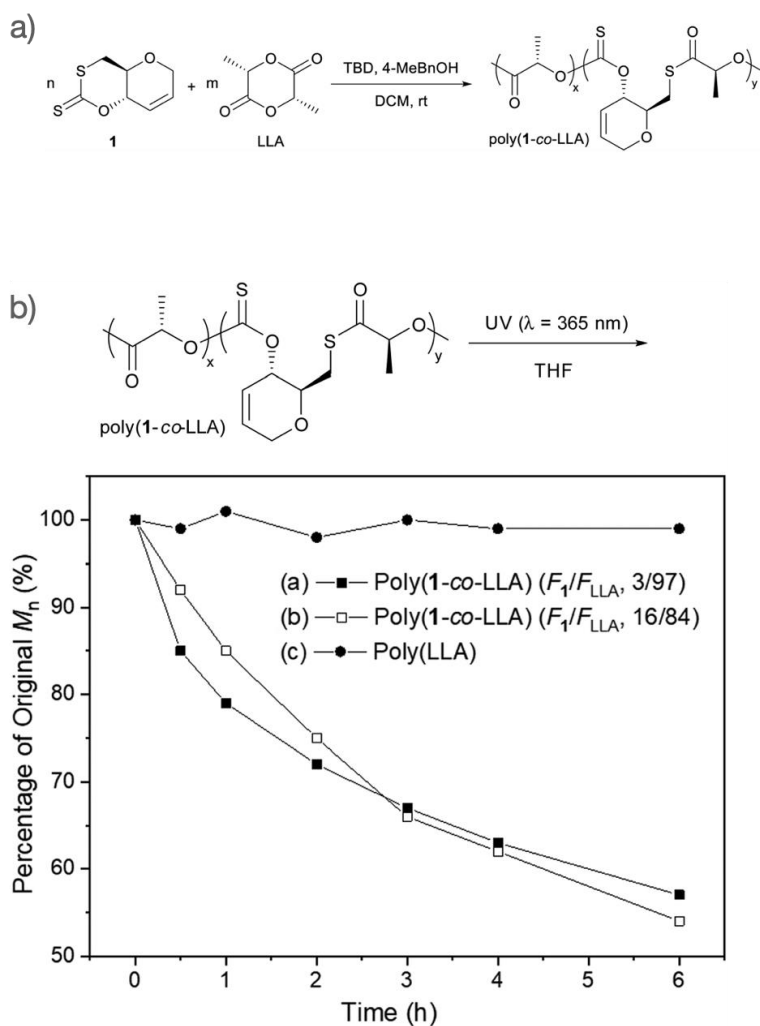 a)
n
S
S
O
O
1
+
m
O
O
O
O
LLA
TBD, 4-MeBnOH
DCM, rt
O
O
x
S
O
O
S
O
O
y
poly(1-co-LLA)
b)
O
O
x
S
O
O
S
O
O
y
poly(1-co-LLA)
UV (λ = 365 nm)
THF
Percentage of Original Mn (%)
100
90
80
70
60
50
(a) Poly(1-co-LLA) (F1/FLLA, 3/97)
(b) Poly(1-co-LLA) (F1/FLLA, 16/84)
(c) Poly(LLA)
0 1 2 3 4 5 6
Time (h)